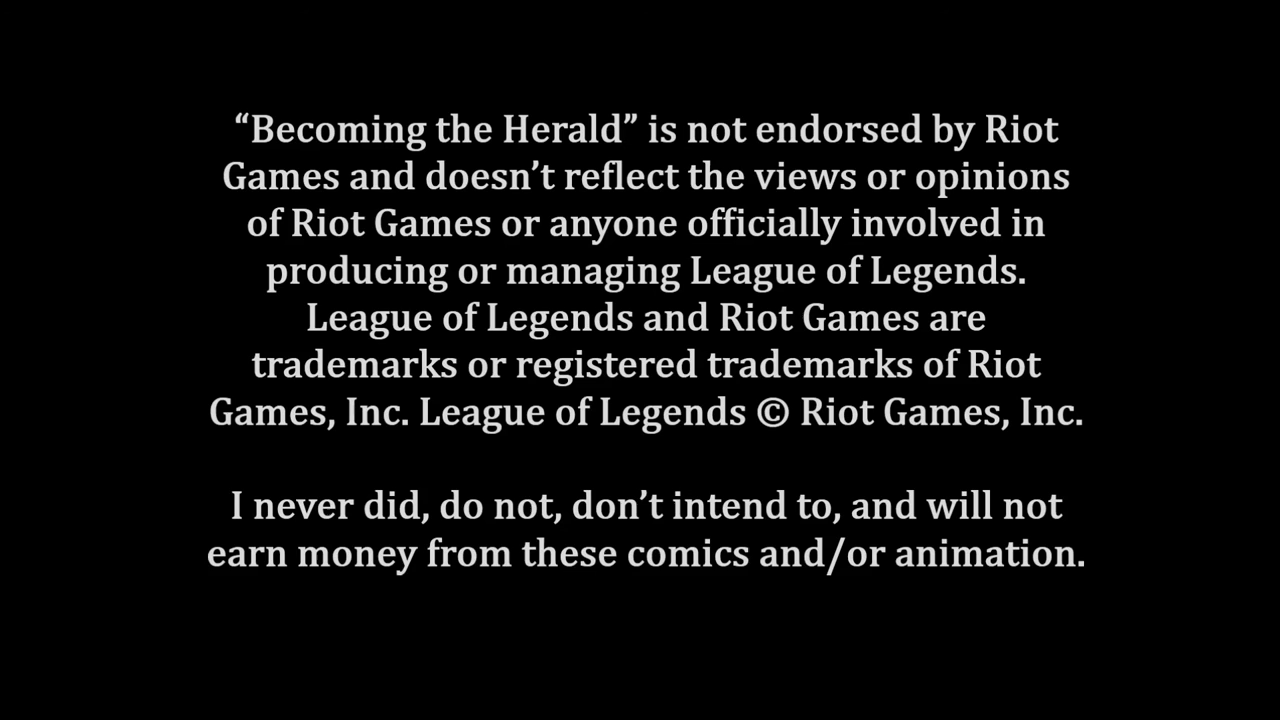 “Becoming the Herald” is not endorsed by Riot
Games and doesn’t reflect the views or opinions
of Riot Games or anyone officially involved in
producing or managing League of Legends.
League of Legends and Riot Games are
trademarks or registered trademarks of Riot
Games, Inc. League of Legends © Riot Games, Inc.
I never did, do not, don’t intend to, and will not
earn money from these comics and/or animation.